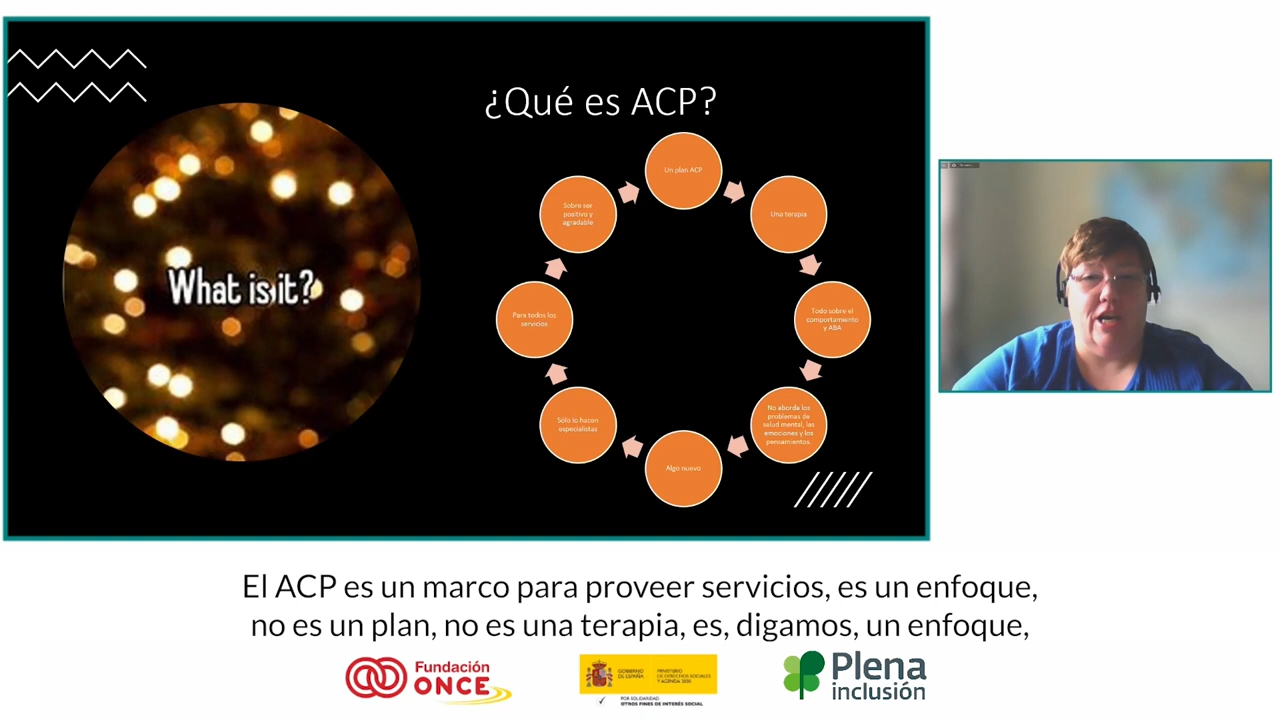 ¿Qué es ACP?
What is it?
Un plan ACP
Una terapia
Todo sobre el
comportamiento
y ABA
No aborda los
problemas de
salud mental, las
emociones y los
pensamientos.
Algo nuevo
Sólo lo hacen
especialistas
Para todos los
servicios
Sobre ser
positivo y
agradable
El ACP es un marco para proveer servicios, es un enfoque,
no es un plan, no es una terapia, es, digamos, un enfoque,
Fundación
ONCE
GOBIERNO
DE ESPAÑA
MINISTERIO
DE DERECHOS SOCIALES
Y AGENDA 2030
POR SOLIDARIDAD
OTROS FINES DE INTERÉS SOCIAL
Plena
inclusión